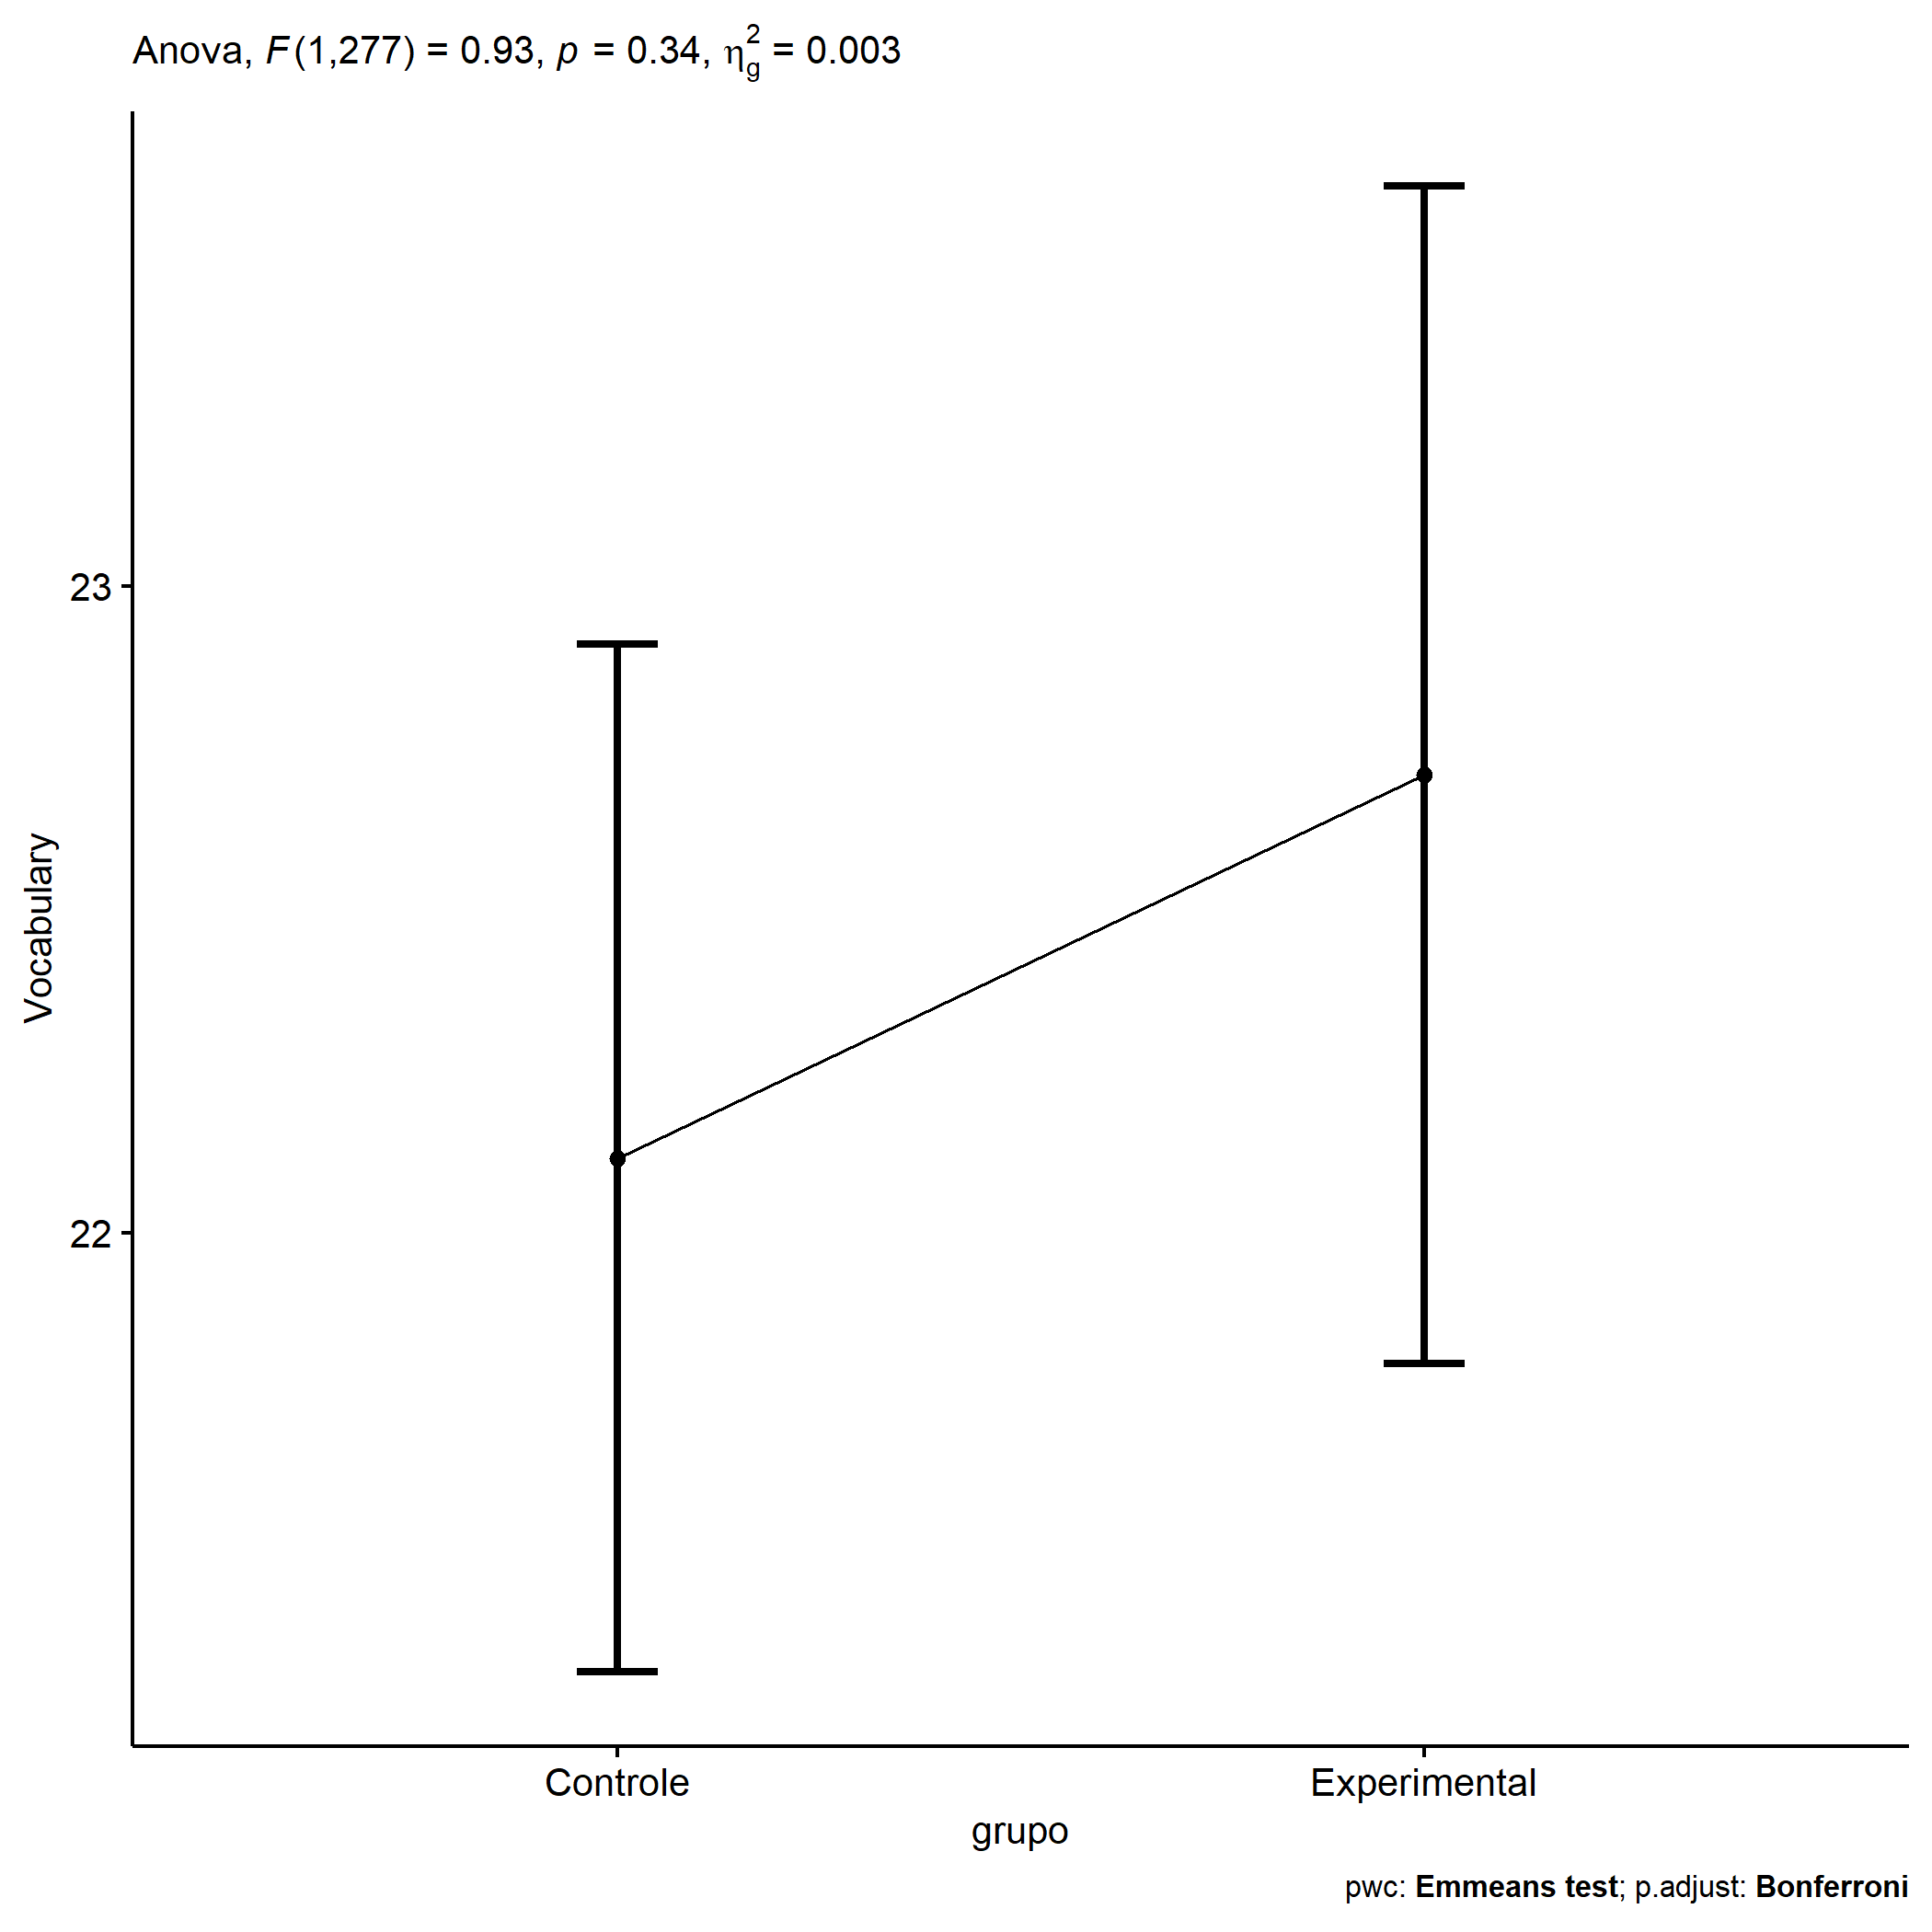 Anova, F(1,277) = 0.93, p = 0.34, η²g = 0.003
Vocabulary
23
22
Controle
Experimental
grupo
pwc: Emmeans test; p.adjust: Bonferroni